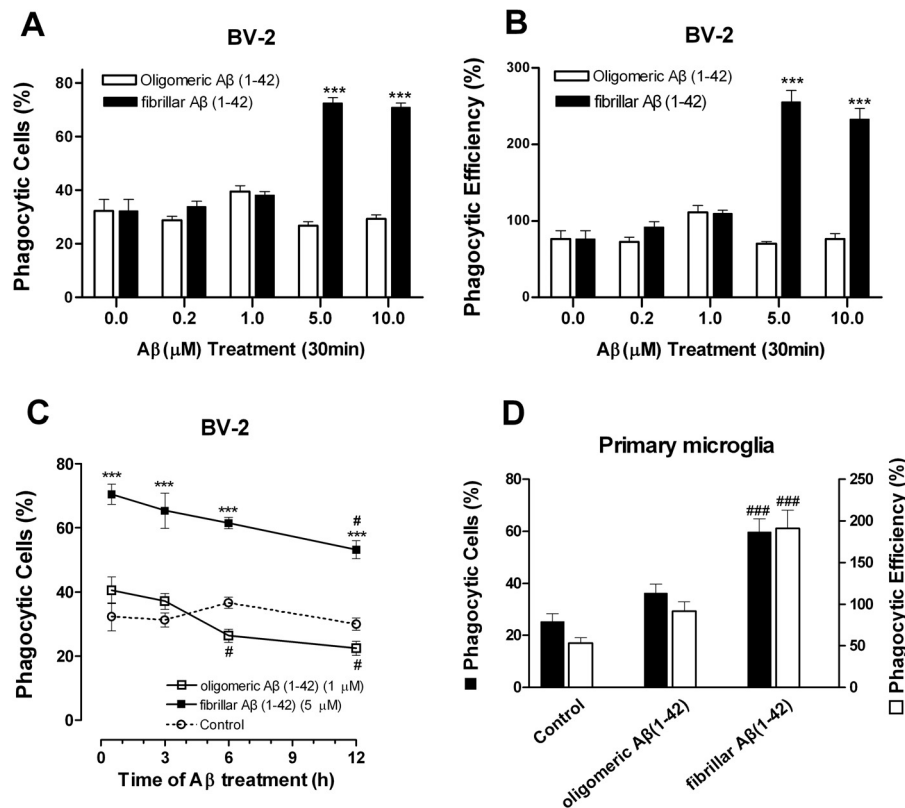 A
BV-2
Phagocytic Cells (%)
80
60
40
20
0
Oligomeric Aβ (1-42)
fibrillar Aβ (1-42)
***
***
0.0 0.2 1.0 5.0 10.0
Aβ (μM) Treatment (30min)
B
BV-2
Phagocytic Efficiency (%)
300
200
100
0
Oligomeric Aβ (1-42)
fibrillar Aβ (1-42)
***
***
0.0 0.2 1.0 5.0 10.0
Aβ (μM) Treatment (30min)
C
BV-2
Phagocytic Cells (%)
80
60
40
20
0
***
***
***
#
***
#
#
oligomeric Aβ (1-42) (1 μM)
fibrillar Aβ (1-42) (5 μM)
Control
0 3 6 9 12
Time of Aβ treatment (h)
D
Primary microglia
Phagocytic Cells (%)
80
60
40
20
0
### ###
250
200
150
100
50
0
Phagocytic Efficiency (%)
Control
oligomeric Aβ(1-42)
fibrillar Aβ(1-42)